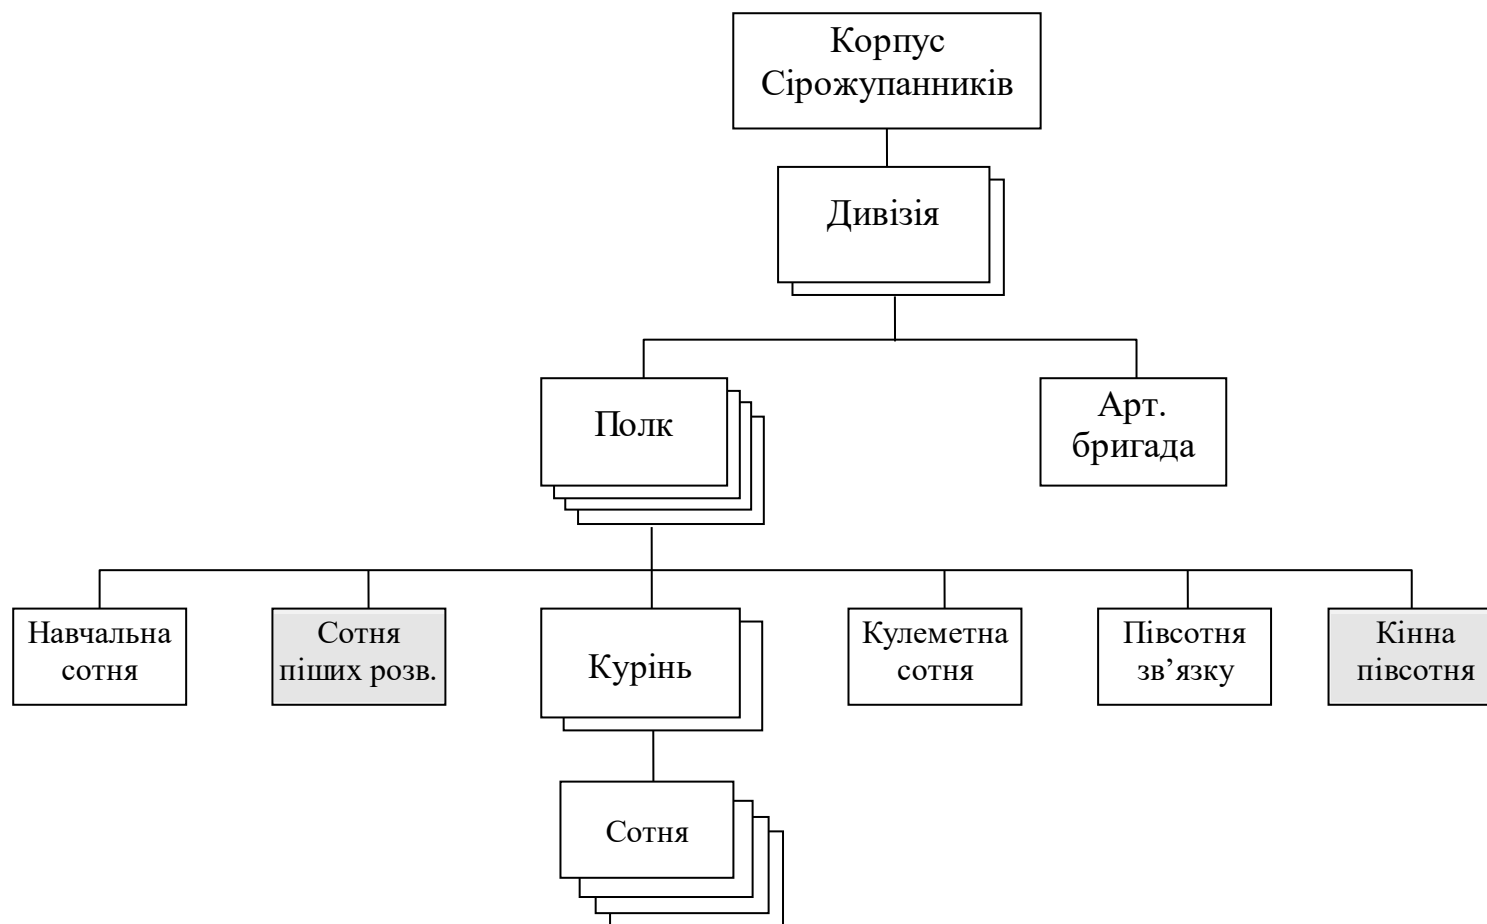 Корпус
Сірожупанників
Дивізія
Полк
Арт.
бригада
Навчальна
сотня
Сотня
піших розв.
Курінь
Кулеметна
сотня
Півсотня
зв’язку
Кінна
півсотня
Сотня